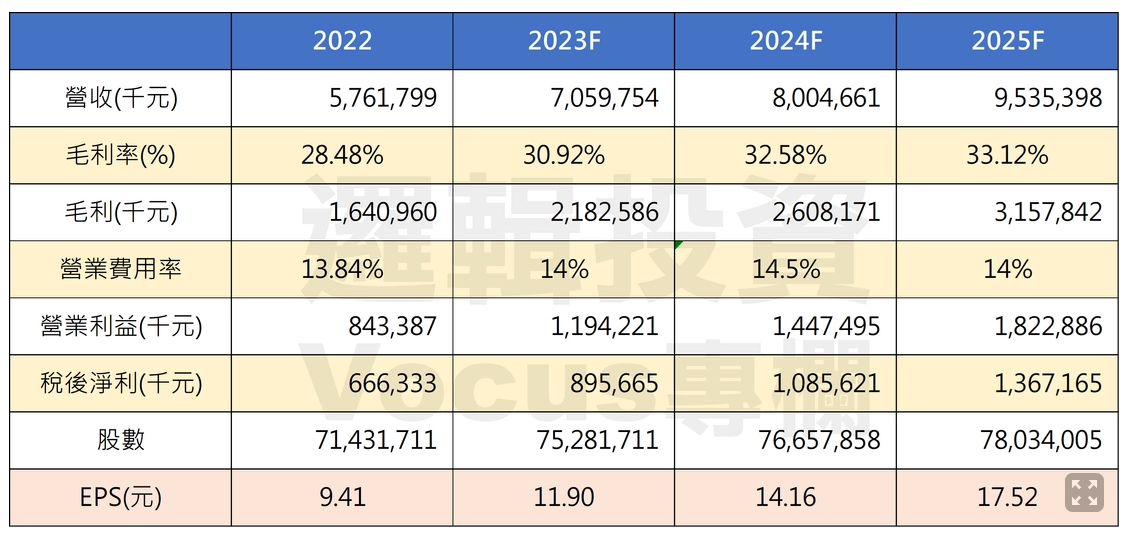 2022 2023F 2024F 2025F
營收(千元) 5,761,799 7,059,754 8,004,661 9,535,398
毛利率(%) 28.48% 30.92% 32.58% 33.12%
毛利(千元) 1,640,960 2,182,586 2,608,171 3,157,842
營業費用率 13.84% 14% 14.5% 14%
營業利益(千元) 843,387 1,194,221 1,447,495 1,822,886
稅後淨利(千元) 666,333 895,665 1,085,621 1,367,165
股數 71,431,711 75,281,711 76,657,858 78,034,005
EPS(元) 9.41 11.90 14.16 17.52
邏輯投資
Vocus專欄